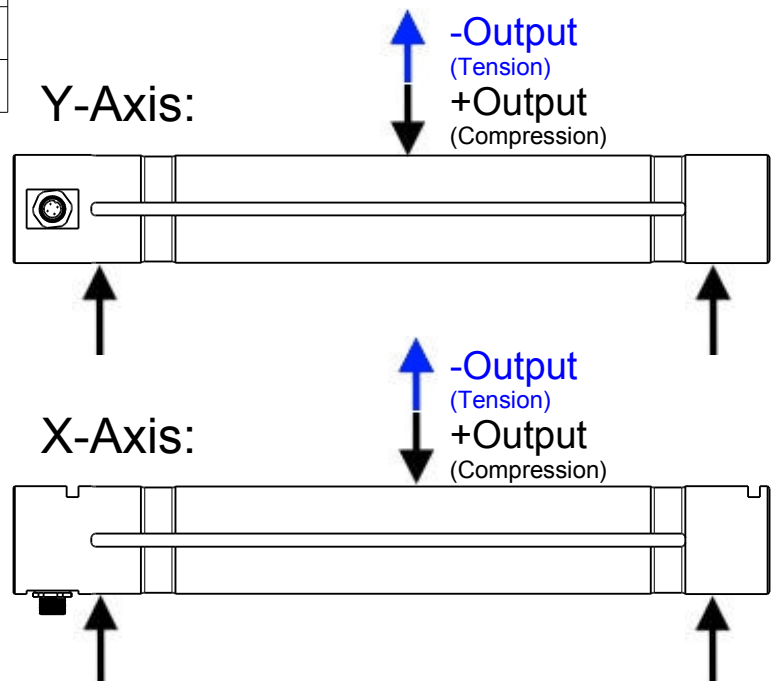 -Output
(Tension)
Y-Axis:
+Output
(Compression)
-Output
(Tension)
X-Axis:
+Output
(Compression)